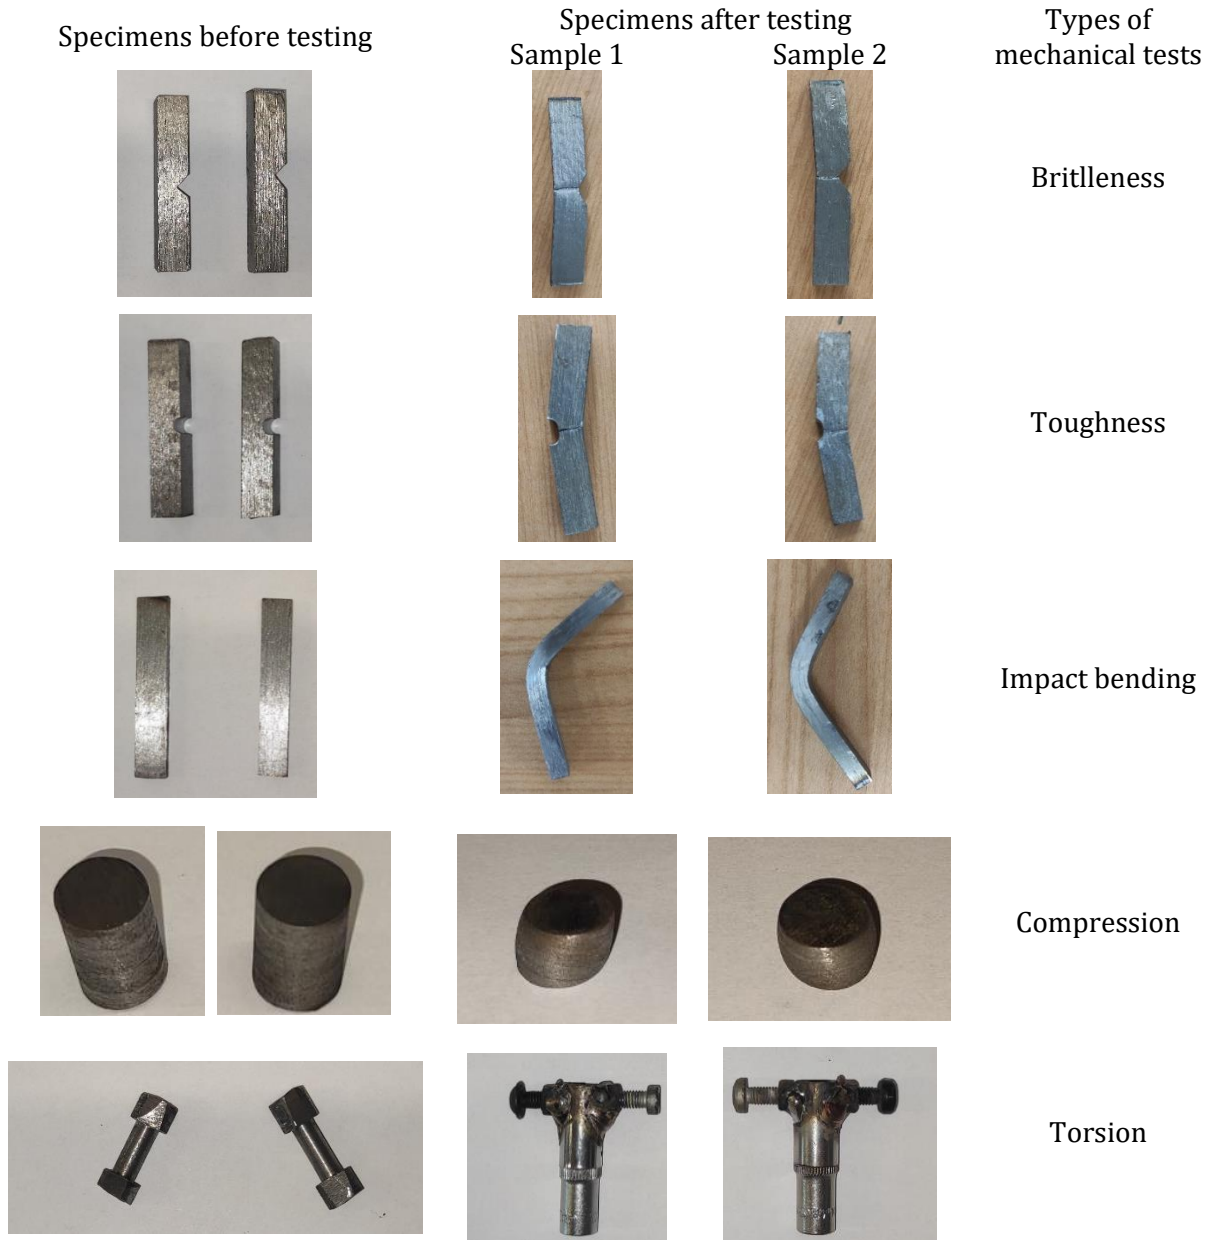 Specimens before testing
Specimens after testing
Sample 1
Sample 2
Types of
mechanical tests
Britlleness
Toughness
Impact bending
Compression
Torsion